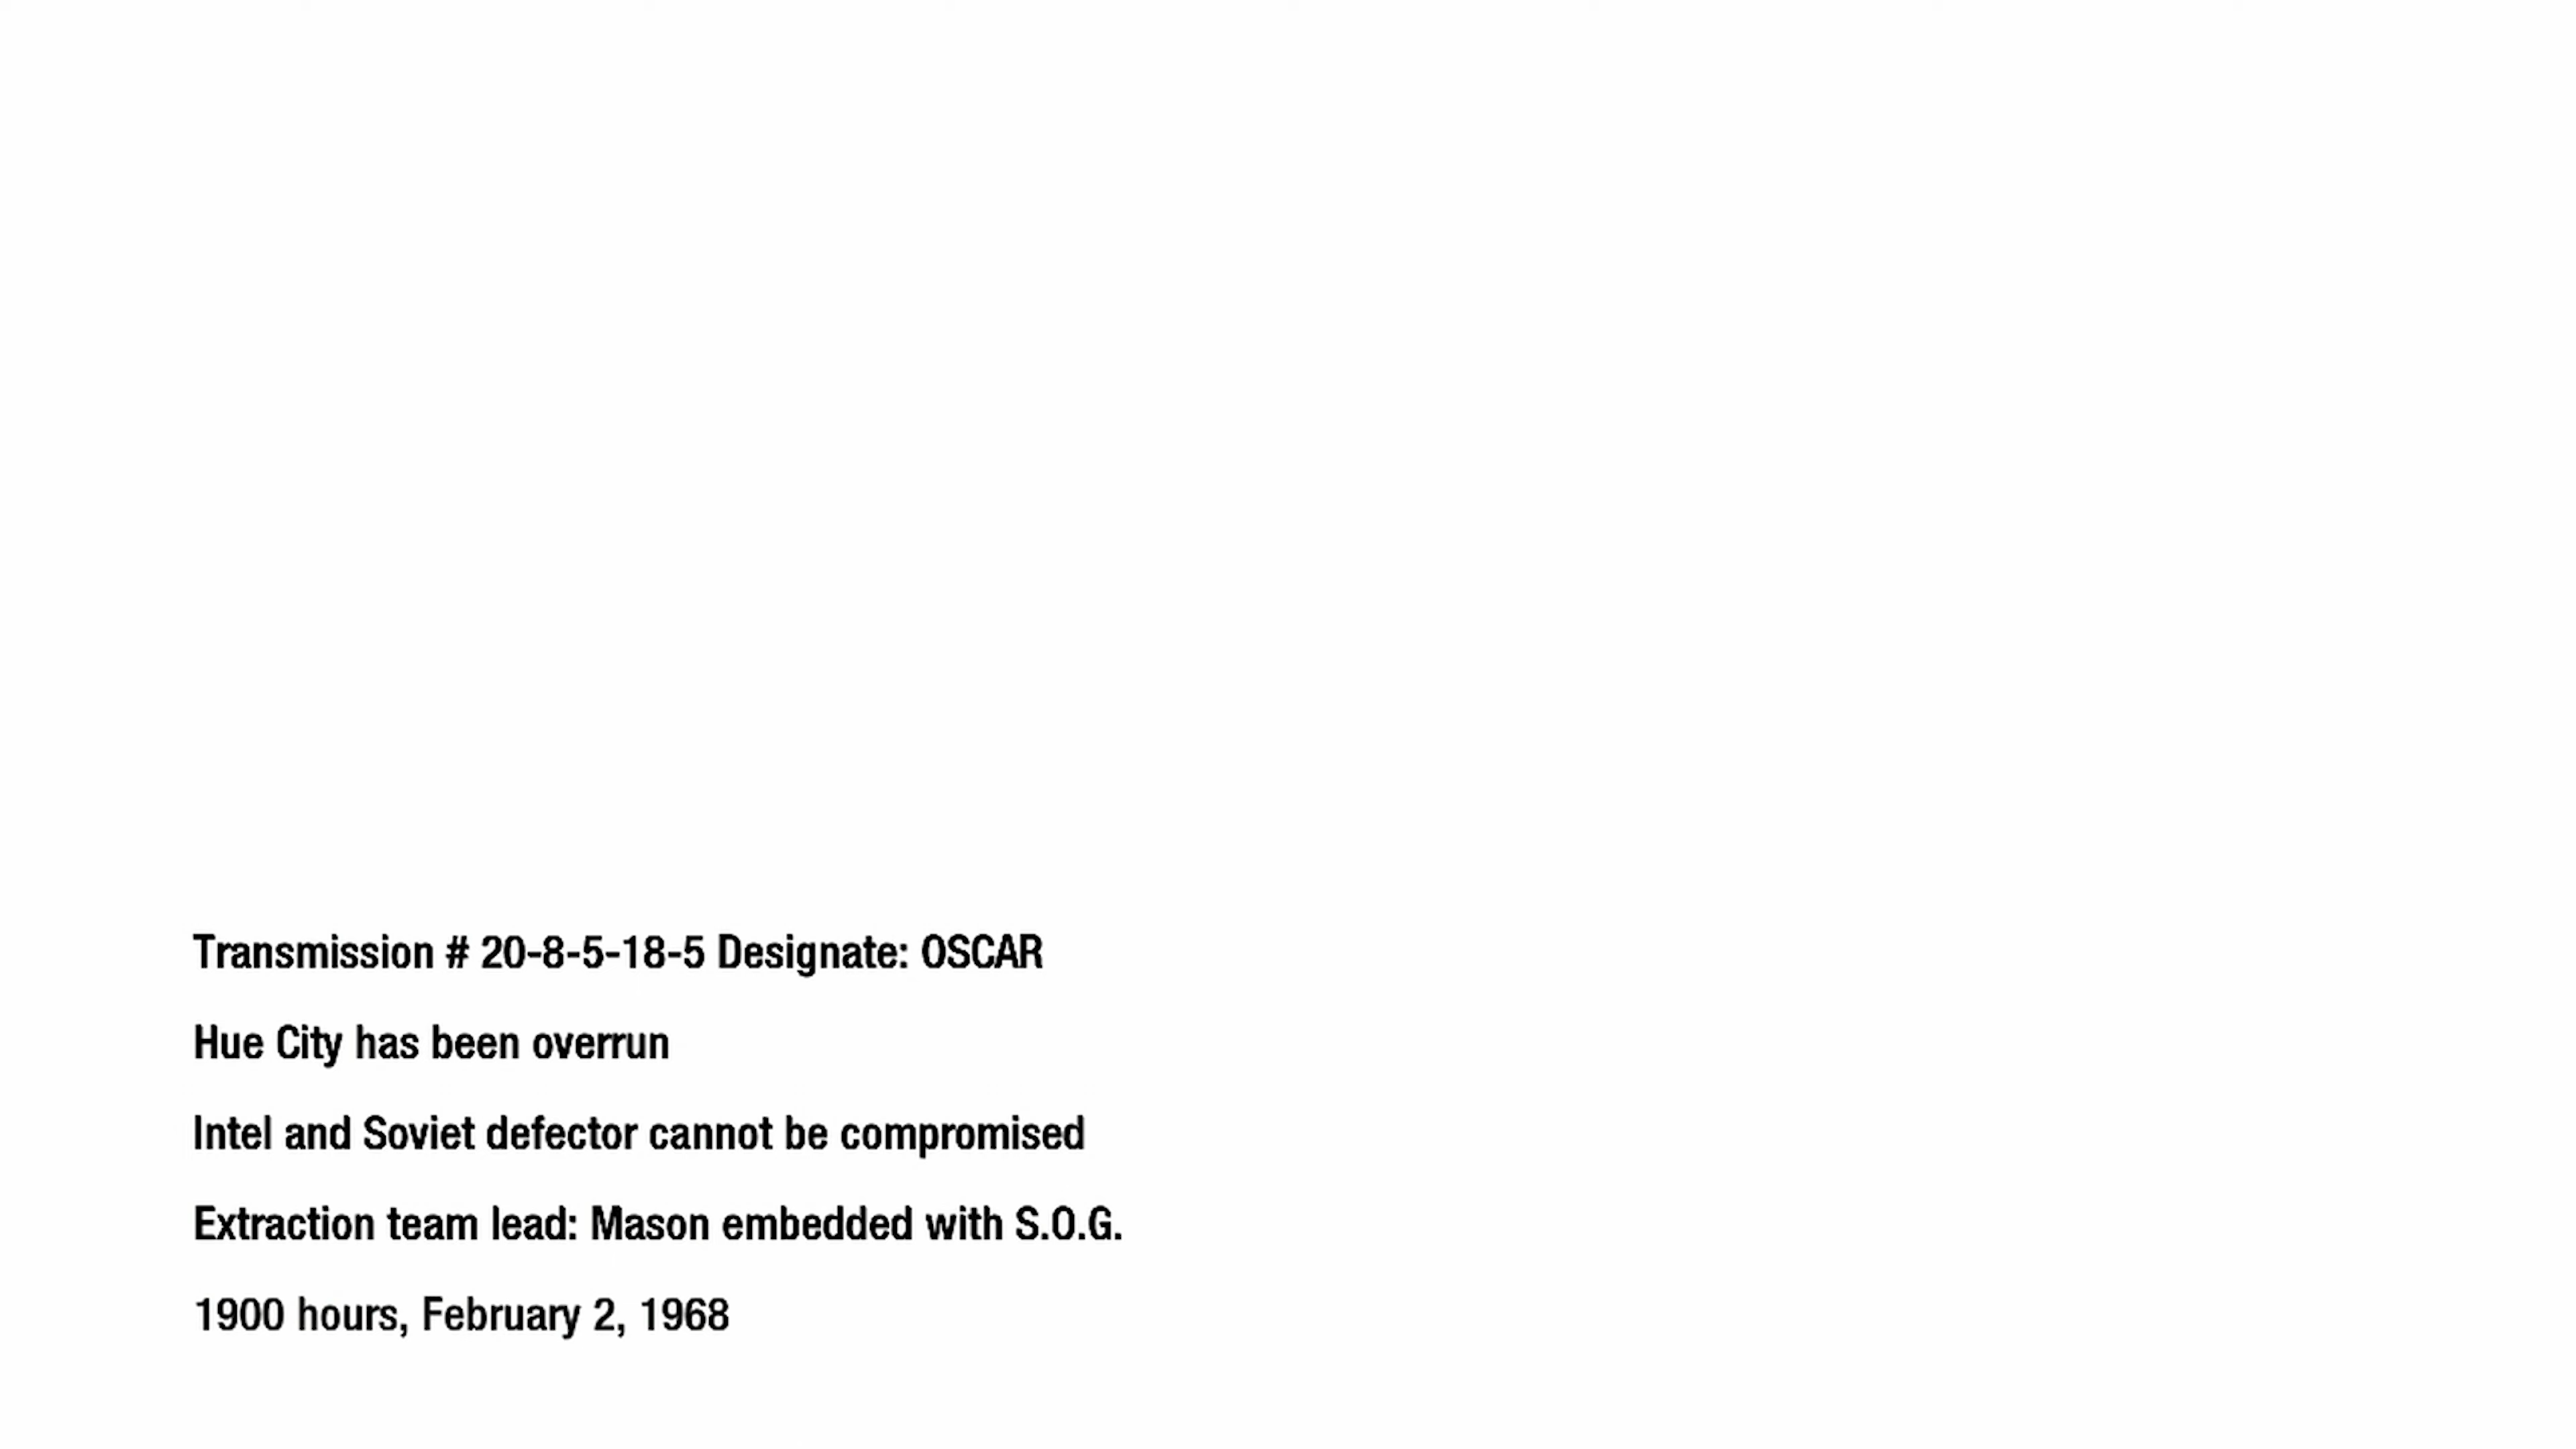 Transmission # 20-8-5-18-5 Designate: OSCAR
Hue City has been overrun
Intel and Soviet defector cannot be compromised
Extraction team lead: Mason embedded with S.O.G.
1900 hours, February 2, 1968